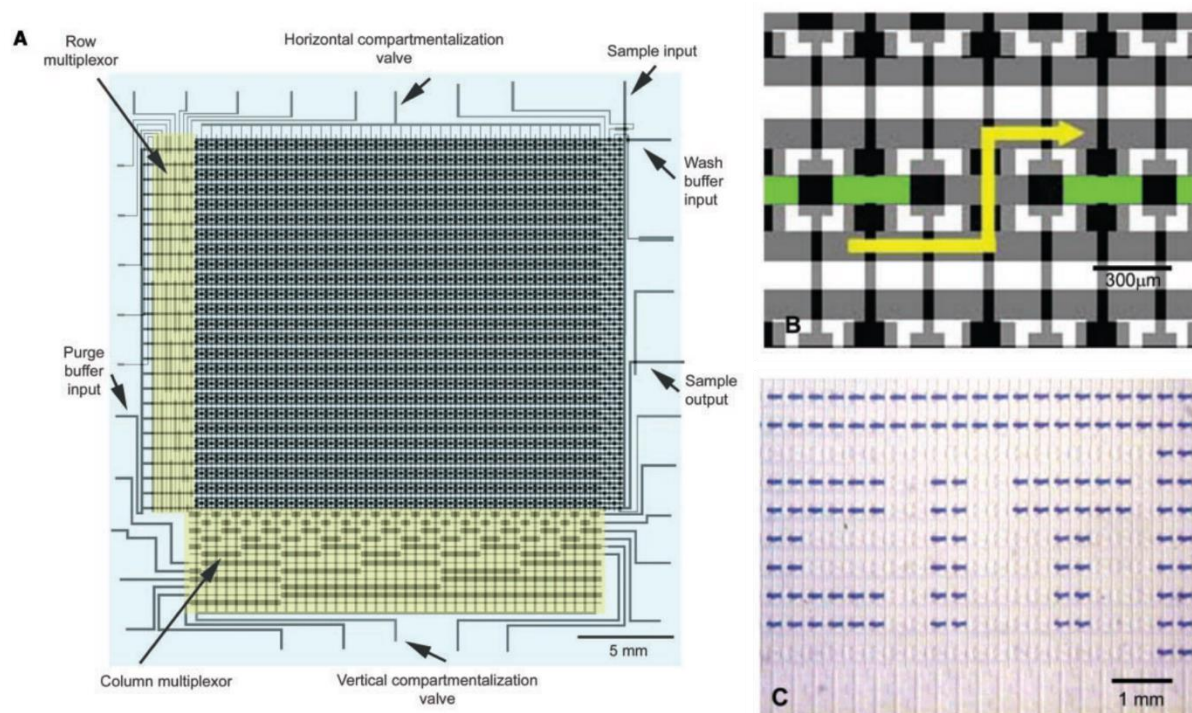 A
Row
multiplexor
Horizontal compartmentalization
valve
Sample input
Wash
buffer
input
Purge
buffer
input
Sample
output
Column multiplexor
Vertical compartmentalization
valve
5 mm
300μm
B
C
1 mm